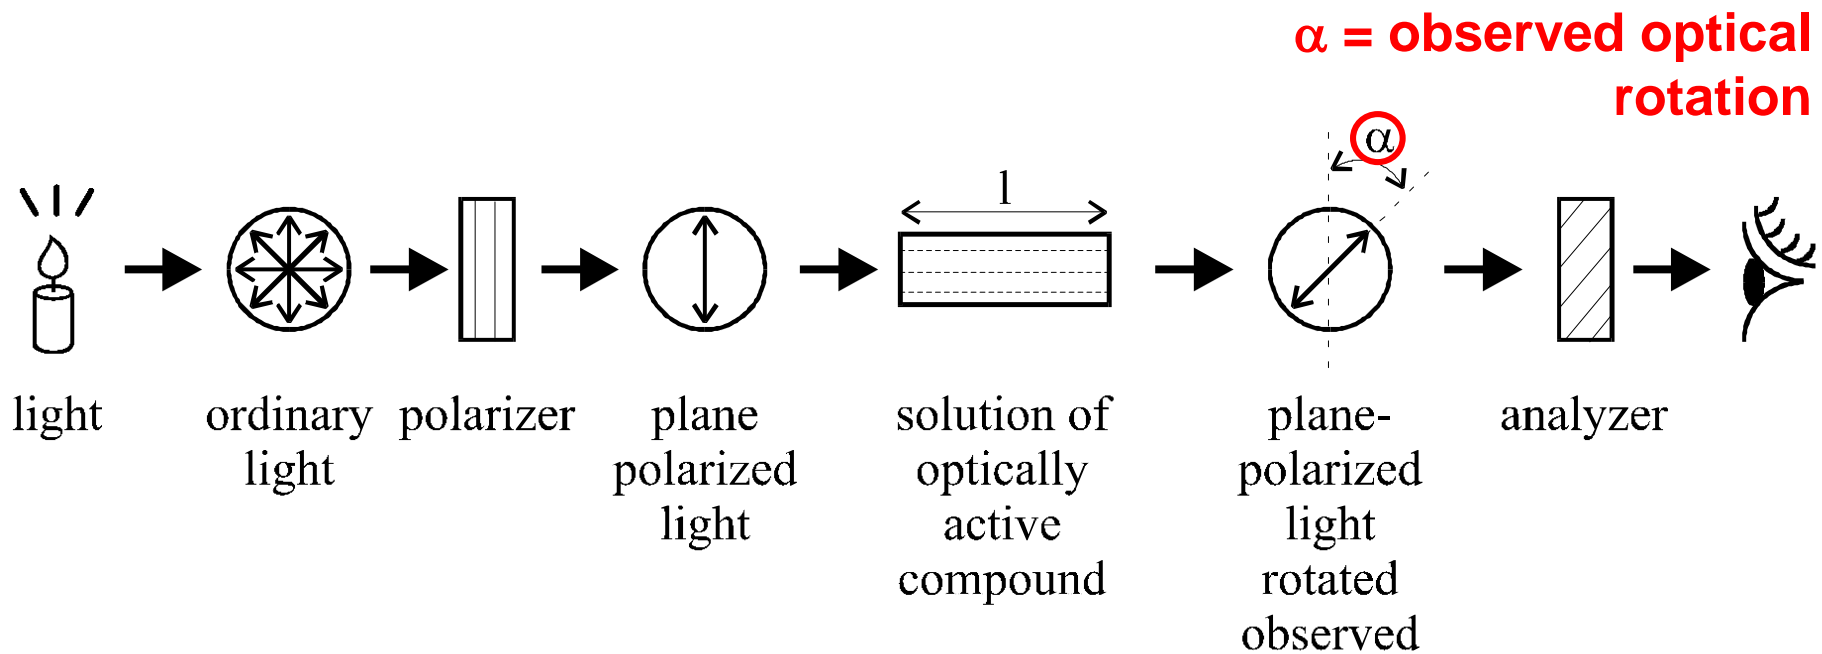 α = observed optical
rotation
α
l
light
ordinary
light
polarizer
plane
polarized
light
solution of
optically
active
compound
plane-
polarized
light
rotated
observed
analyzer